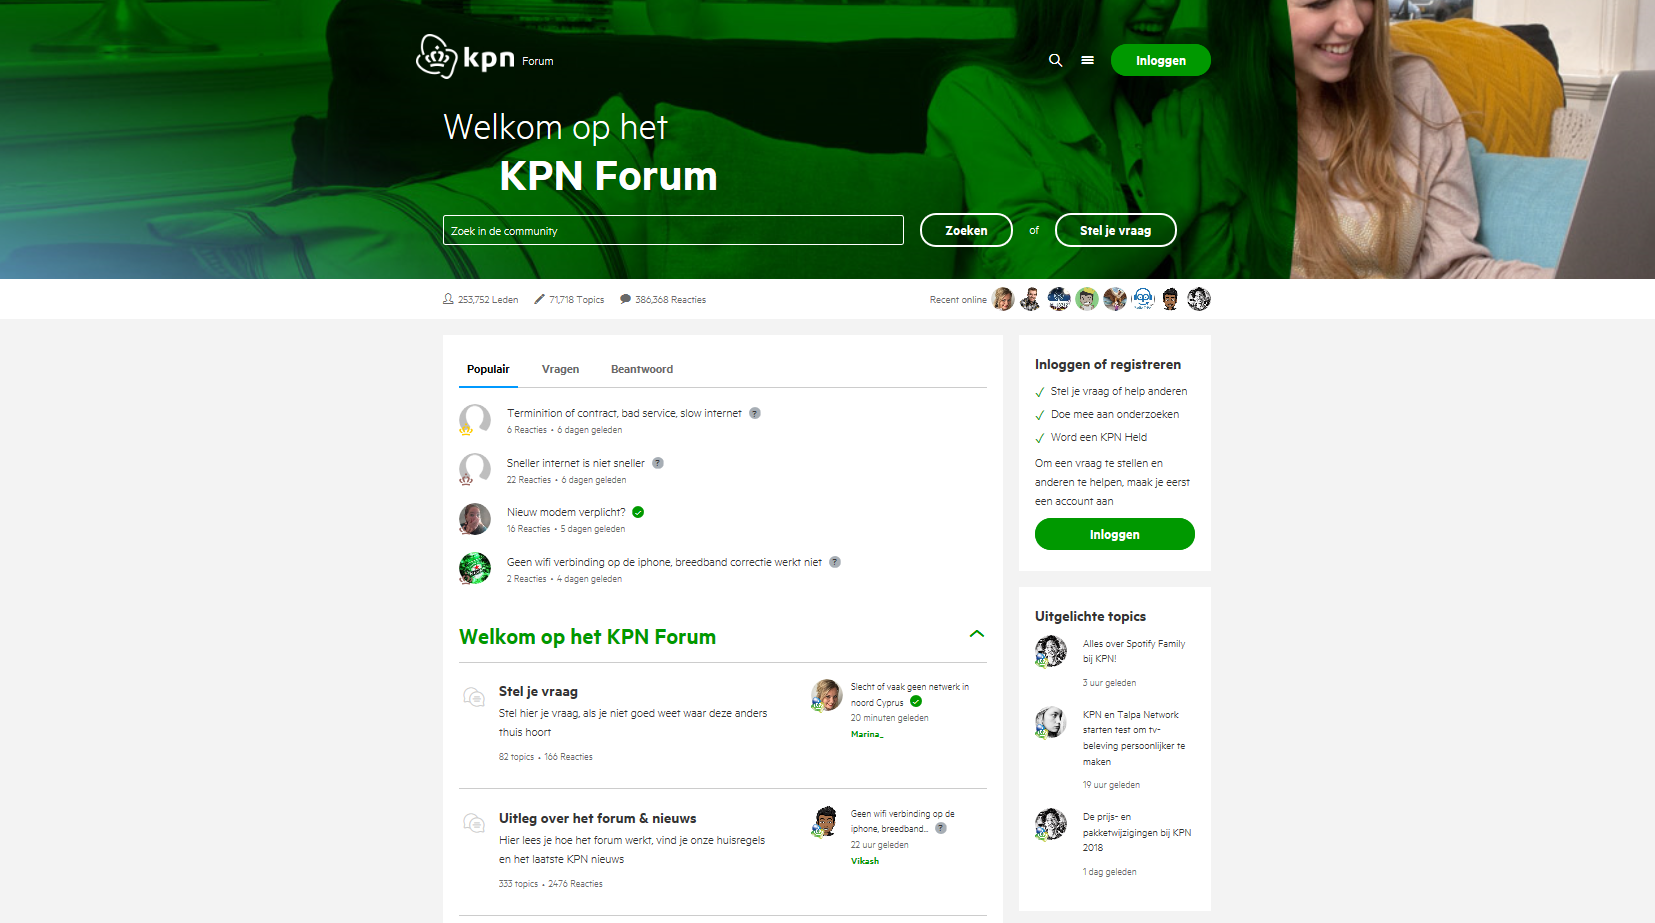 kpn Forum
Inloggen
Welkom op het
KPN Forum
Zoek in de community
Zoeken
of
Stel je vraag
253,752 Leden
71,718 Topics
386,368 Reacties
Recent online
Populair
Vragen
Beantwoord
Terminition of contract, bad service, slow internet ?
6 Reacties • 6 dagen geleden
Sneller internet is niet sneller ?
22 Reacties • 6 dagen geleden
Nieuw modem verplicht?
16 Reacties • 5 dagen geleden
Geen wifi verbinding op de iphone, breedband correctie werkt niet ?
2 Reacties • 4 dagen geleden
Welkom op het KPN Forum
Stel je vraag
Stel hier je vraag, als je niet goed weet waar deze anders
thuis hoort
82 topics • 166 Reacties
Slecht of vaak geen netwerk in
noord Cyprus
20 minuten geleden
Marina_
Uitleg over het forum & nieuws
Hier lees je hoe het forum werkt, vind je onze huisregels
en het laatste KPN nieuws
333 topics • 2476 Reacties
Geen wifi verbinding op de
iphone, breedband... ?
22 uur geleden
Vikash
Inloggen of registreren
Stel je vraag of help anderen
Doe mee aan onderzoeken
Word een KPN Held
Om een vraag te stellen en
anderen te helpen, maak je eerst
een account aan
Inloggen
Uitgelichte topics
Alles over Spotify Family
bij KPN!
3 uur geleden
KPN en Talpa Network
starten test om tv-
beleving persoonlijker te
maken
19 uur geleden
De prijs- en
pakketwijzigingen bij KPN
2018
1 dag geleden